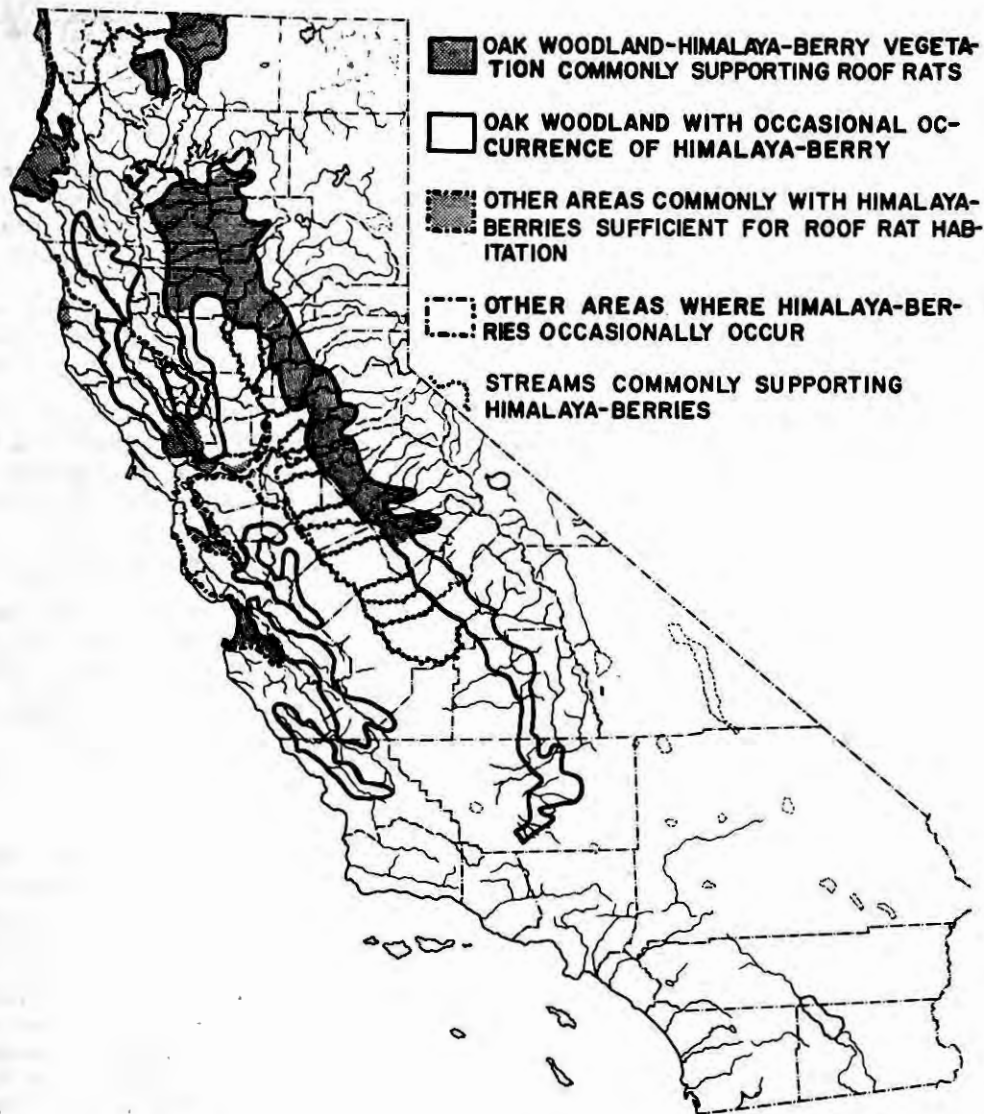 OAK WOODLAND-HIMALAYA-BERRY VEGETA-
TION COMMONLY SUPPORTING ROOF RATS
OAK WOODLAND WITH OCCASIONAL OC-
CURRENCE OF HIMALAYA-BERRY
OTHER AREAS COMMONLY WITH HIMALAYA-
BERRIES SUFFICIENT FOR ROOF RAT HAB-
ITATION
OTHER AREAS WHERE HIMALAYA-BER-
RIES OCCASIONALLY OCCUR
STREAMS COMMONLY SUPPORTING
HIMALAYA-BERRIES